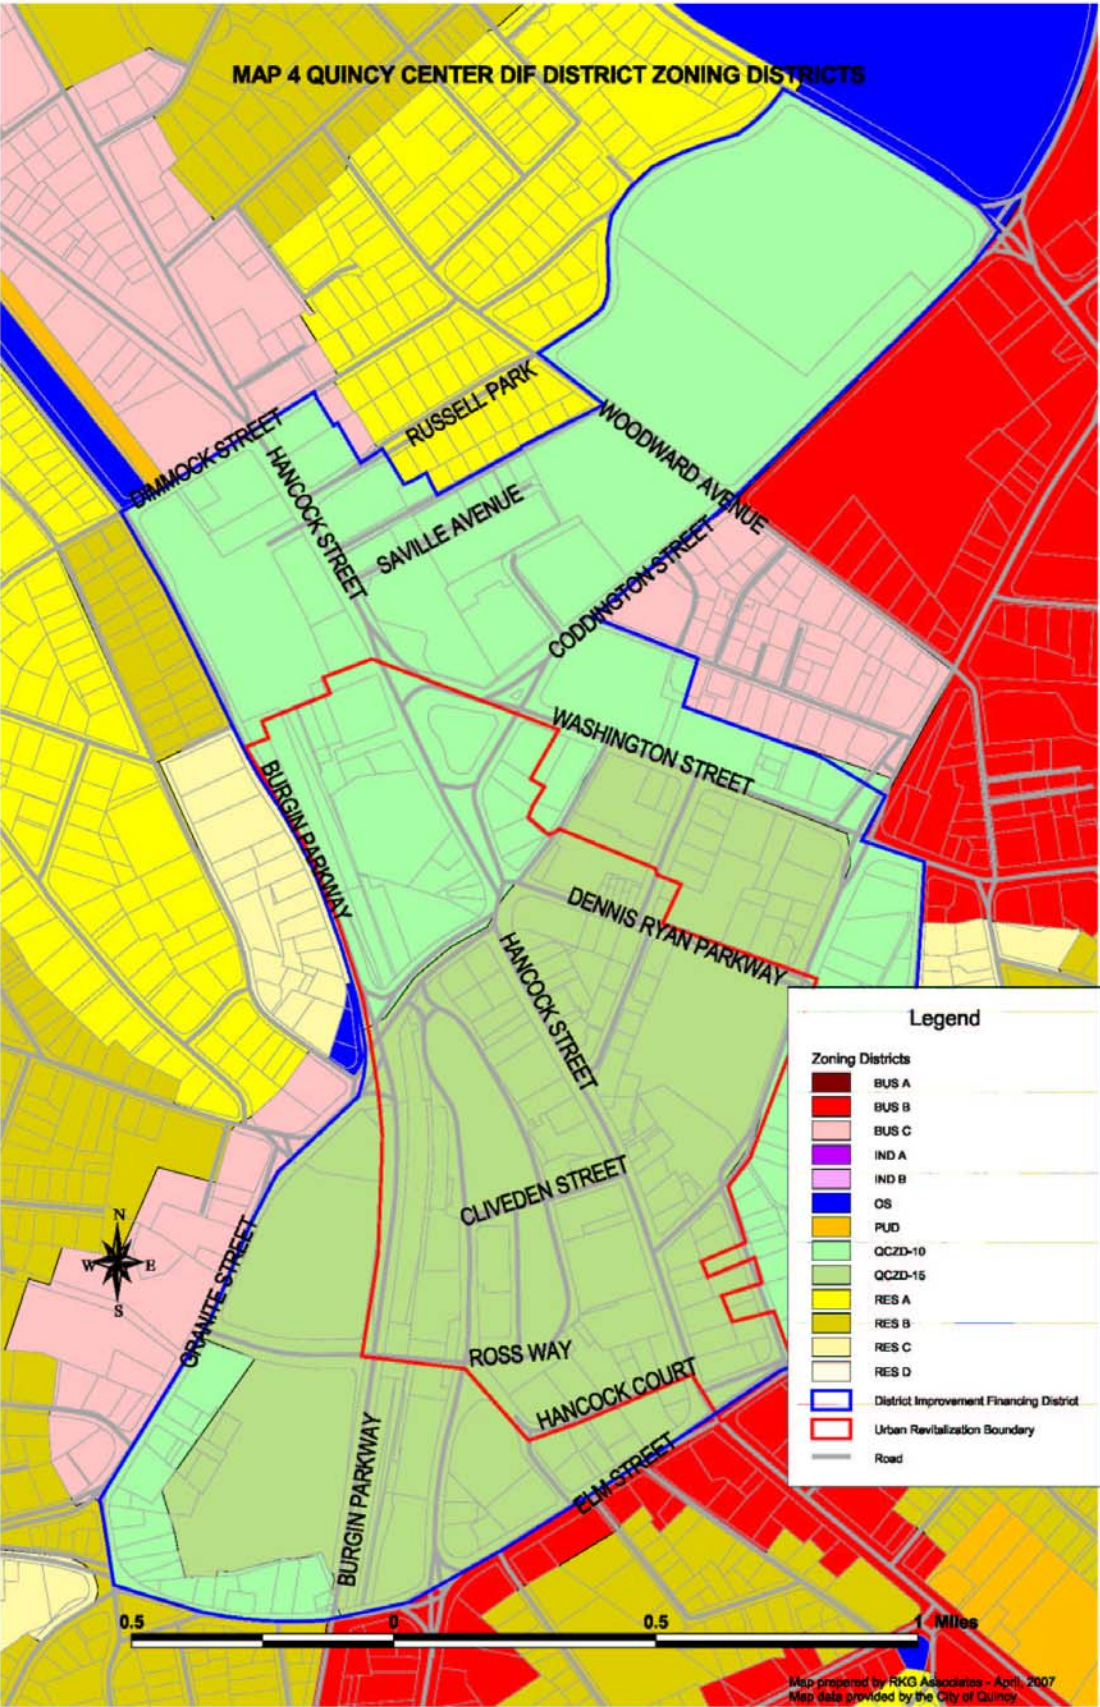 MAP 4 QUINCY CENTER DIF DISTRICT ZONING DISTRICTS
RUSSELL PARK
DIMMOCK STREET
WOODWARD AVENUE
HANCOCK STREET
SAVILLE AVENUE
CODDINGTON STREET
WASHINGTON STREET
BURGIN PARKWAY
DENNIS RYAN PARKWAY
HANCOCK STREET
CLIVEDEN STREET
GRANITE STREET
ROSS WAY
HANCOCK COURT
BURGIN PARKWAY
ELM STREET
N
W E
S
Legend
Zoning Districts
BUS A
BUS B
BUS C
IND A
IND B
OS
PUD
QCZD-10
QCZD-15
RES A
RES B
RES C
RES D
District Improvement Financing District
Urban Revitalization Boundary
Road
0.5 0 0.5 1 Miles
Map prepared by RKG Associates - April, 2007
Map data provided by the City of Quincy